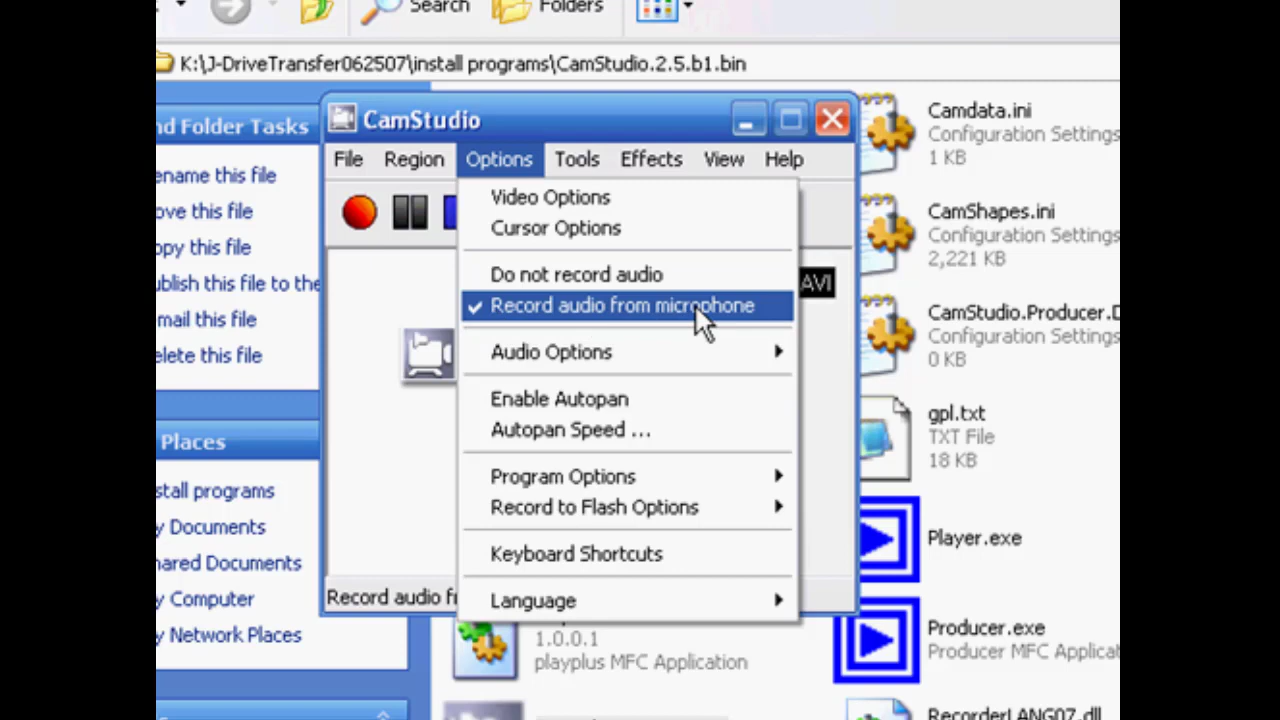 Search
Folders
K:\J-DriveTransfer062507\install programs\CamStudio.2.5.b1.bin
nd Folder Tasks
ename this file
ove this file
opy this file
ublish this file to the
mail this file
elete this file
Places
stall programs
y Documents
hared Documents
y Computer
y Network Places
CamStudio
File Region Options Tools Effects View Help
Video Options
Cursor Options
Do not record audio
Record audio from microphone
Audio Options
Enable Autopan
Autopan Speed ...
Program Options
Record to Flash Options
Keyboard Shortcuts
Language
AVI
Record audio f
1.0.0.1
playplus MFC Application
Camdata.ini
Configuration Settings
1 KB
CamShapes.ini
Configuration Settings
2,221 KB
CamStudio.Producer.D
Configuration Settings
0 KB
gpl.txt
TXT File
18 KB
Player.exe
Producer.exe
Producer MFC Applica
RecorderLANG07.dll